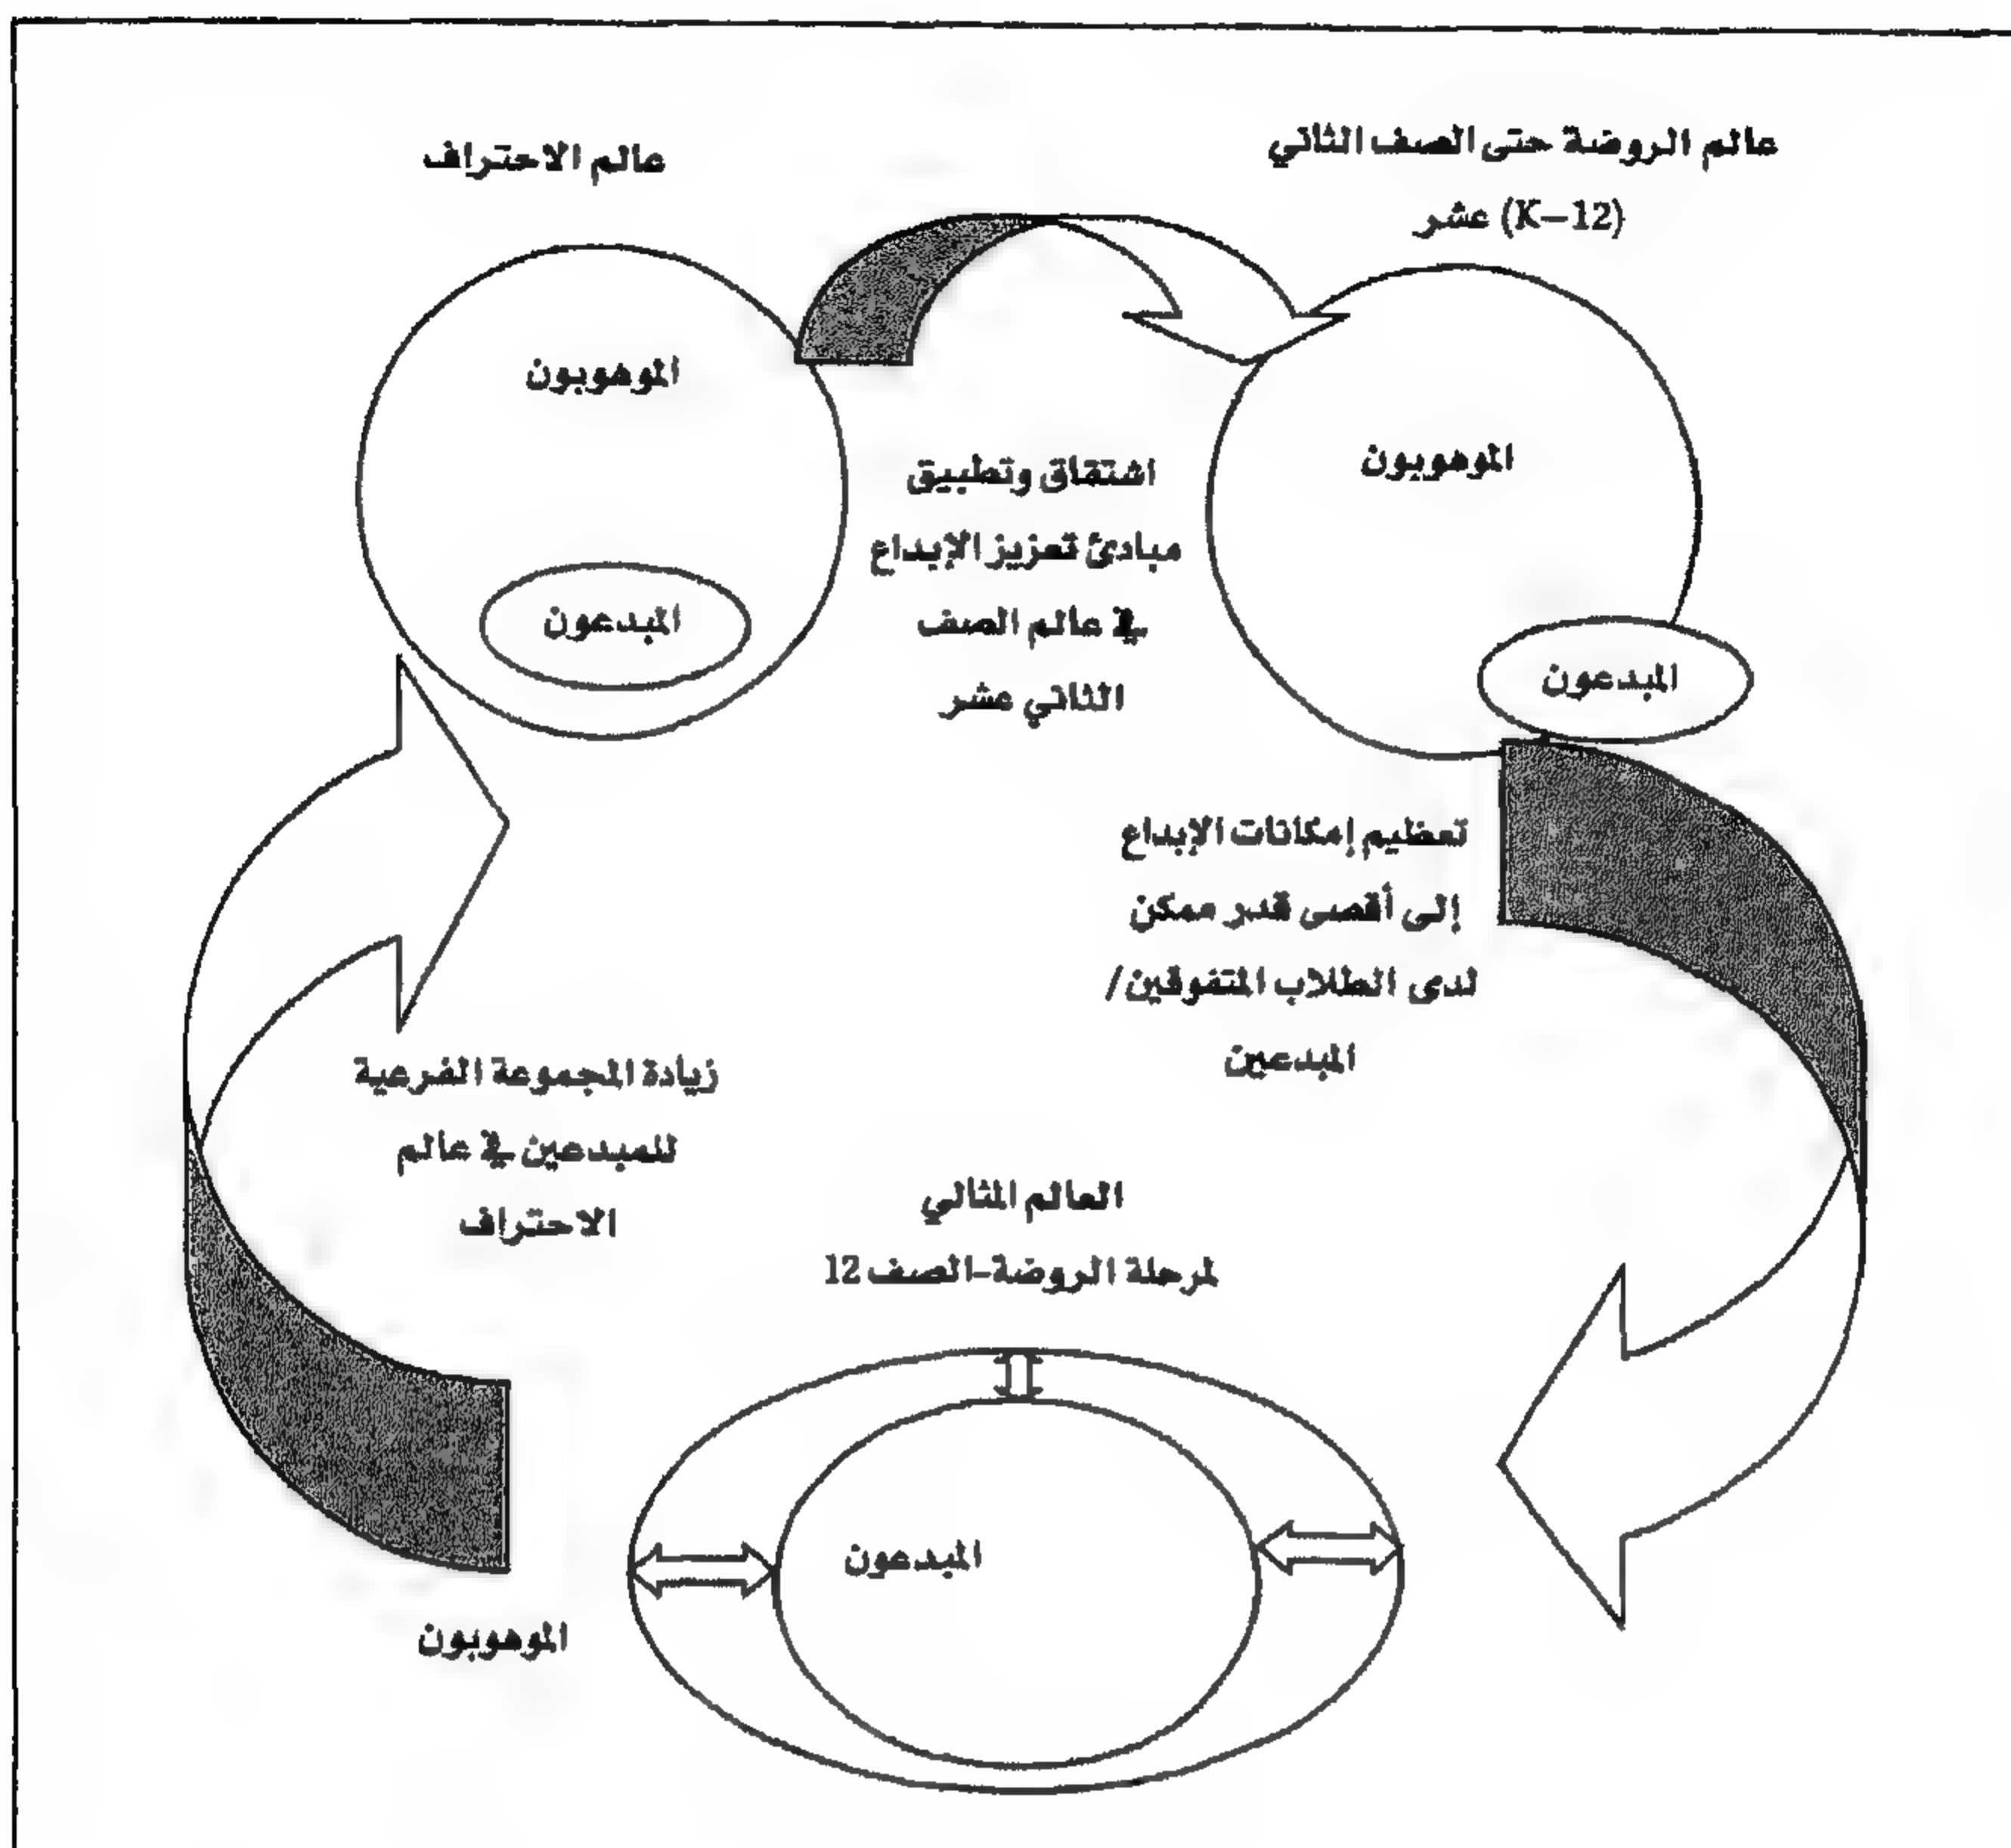 عالم الروضة حتى الصف الثاني
عشر (K–12)
عالم الاحتراف
الموهوبون
المبدعون
الموهوبون
المبدعون
اشتقاق وتطبيق
مبادئ تعزيز الإبداع
في عالم الصف
الثاني عشر
تعظيم إمكانات الإبداع
إلى أقصى قدر ممكن
لدى الطلاب المتفوقين/
المبدعين
زيادة المجموعة الفرعية
للمبدعين في عالم
الاحتراف
العالم المثالي
لمرحلة الروضة-الصف 12
المبدعون
الموهوبون